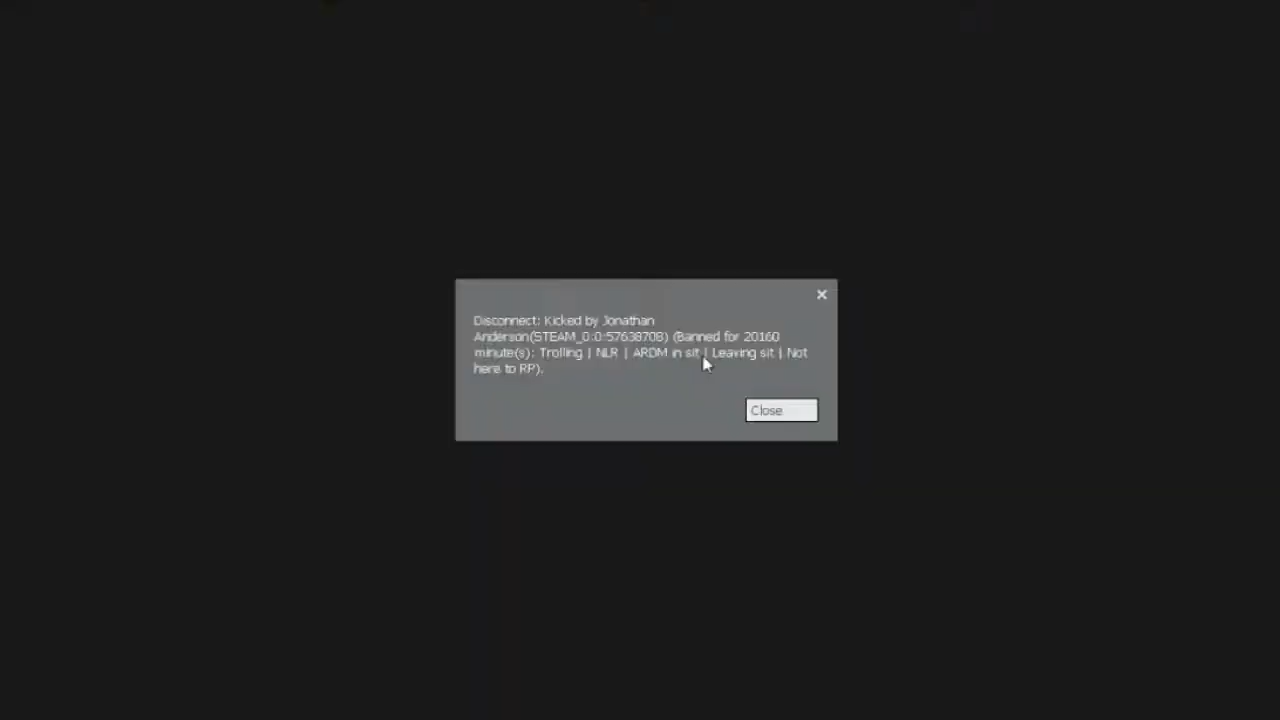 Disconnect: Kicked by Jonathan
Anderson(STEAM_0:0:57638708) (Banned for 20160
minute(s): Trolling | NLR | ARDM in sit | Leaving sit | Not
here to RP).
Close